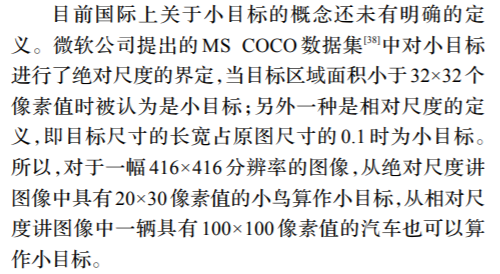 目前国际上关于小目标的概念还未有明确的定
义。微软公司提出的MS COCO数据集[38]中对小目标
进行了绝对尺度的界定,当目标区域面积小于32×32个
像素值时被认为是小目标;另外一种是相对尺度的定
义,即目标尺寸的长宽占原图尺寸的0.1时为小目标。
所以,对于一幅416×416分辨率的图像,从绝对尺度讲
图像中具有20×30像素值的小鸟算作小目标,从相对尺
度讲图像中一辆具有100×100像素值的汽车也可以算
作小目标。